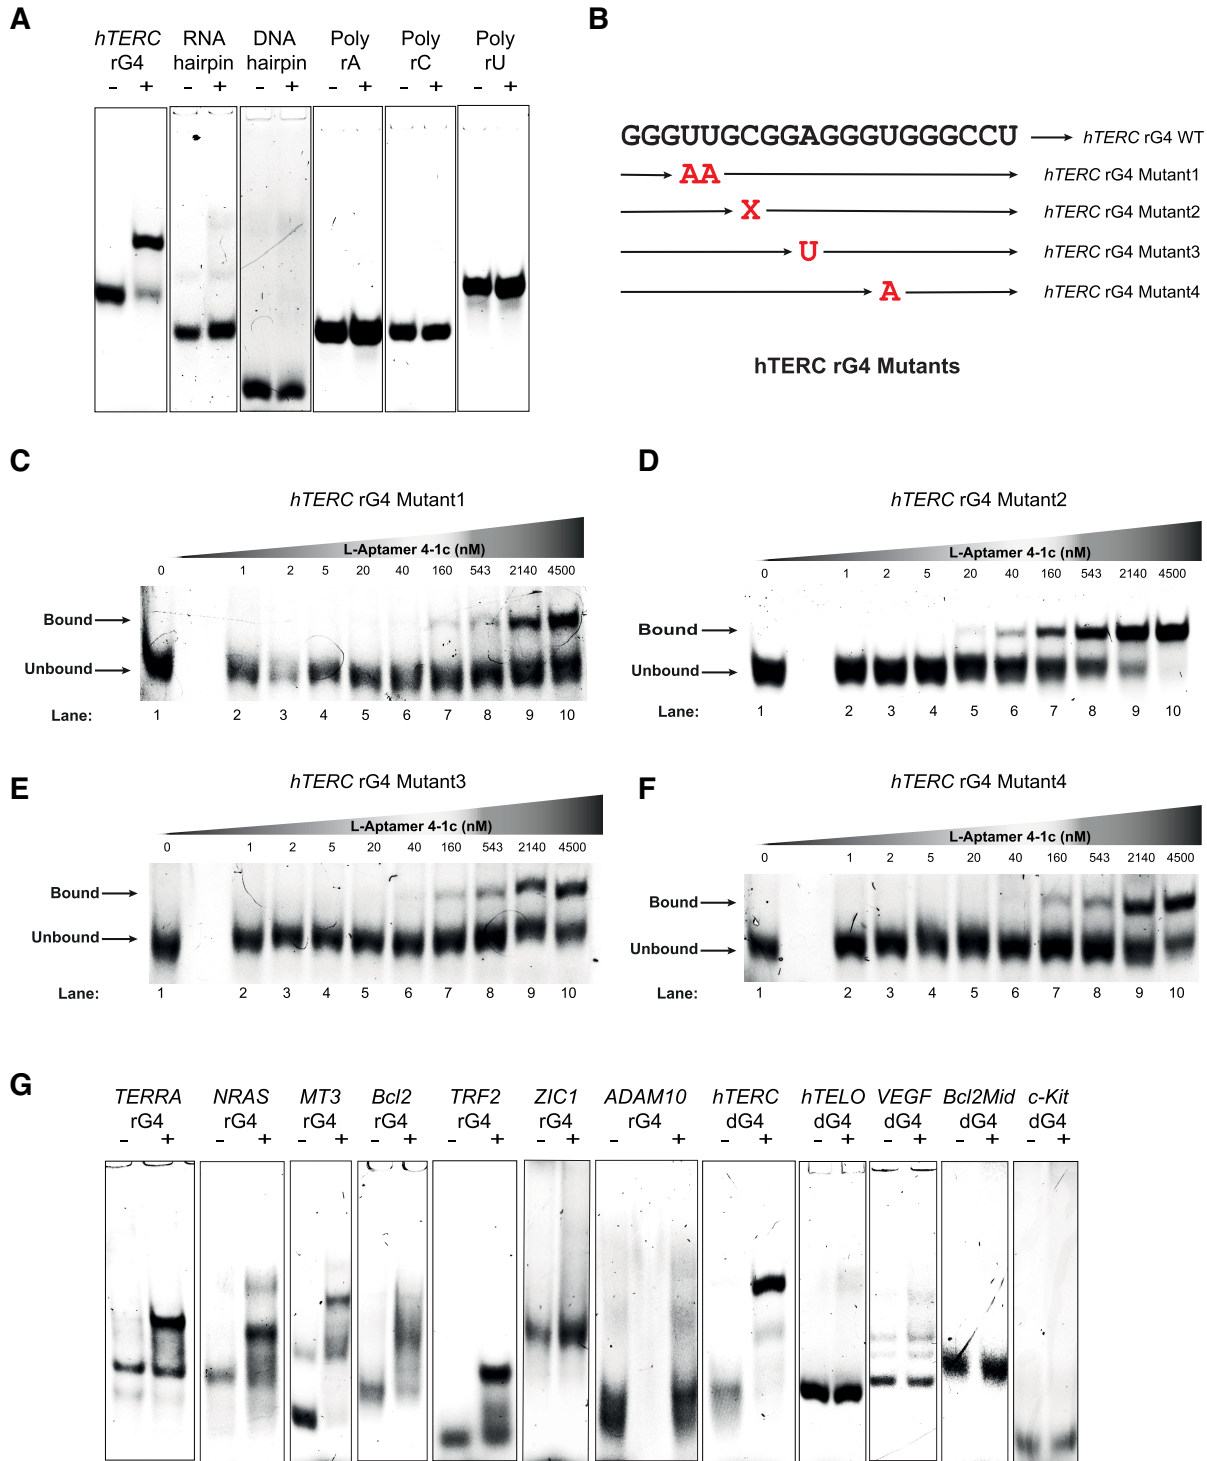 A
hTERC RNA DNA Poly Poly Poly
rG4 hairpin hairpin rA rC rU
- + - + - + - + - + - +
B
GGGUUGCGGAGGGUGGGCCU hTERC rG4 WT
AA hTERC rG4 Mutant1
X hTERC rG4 Mutant2
U hTERC rG4 Mutant3
A hTERC rG4 Mutant4
hTERC rG4 Mutants
C
hTERC rG4 Mutant1
L-Aptamer 4-1c (nM)
0 1 2 5 20 40 160 543 2140 4500
Bound
Unbound
Lane: 1 2 3 4 5 6 7 8 9 10
D
hTERC rG4 Mutant2
L-Aptamer 4-1c (nM)
0 1 2 5 20 40 160 543 2140 4500
Bound
Unbound
Lane: 1 2 3 4 5 6 7 8 9 10
E
hTERC rG4 Mutant3
L-Aptamer 4-1c (nM)
0 1 2 5 20 40 160 543 2140 4500
Bound
Unbound
Lane: 1 2 3 4 5 6 7 8 9 10
F
hTERC rG4 Mutant4
L-Aptamer 4-1c (nM)
0 1 2 5 20 40 160 543 2140 4500
Bound
Unbound
Lane: 1 2 3 4 5 6 7 8 9 10
G
TERRA NRAS MT3 Bcl2 TRF2 ZIC1 ADAM10 hTERC hTELO VEGF Bcl2Mid c-Kit
rG4 rG4 rG4 rG4 rG4 rG4 rG4 dG4 dG4 dG4 dG4 dG4
- + - + - + - + - + - + - + - + - + - + - + - +